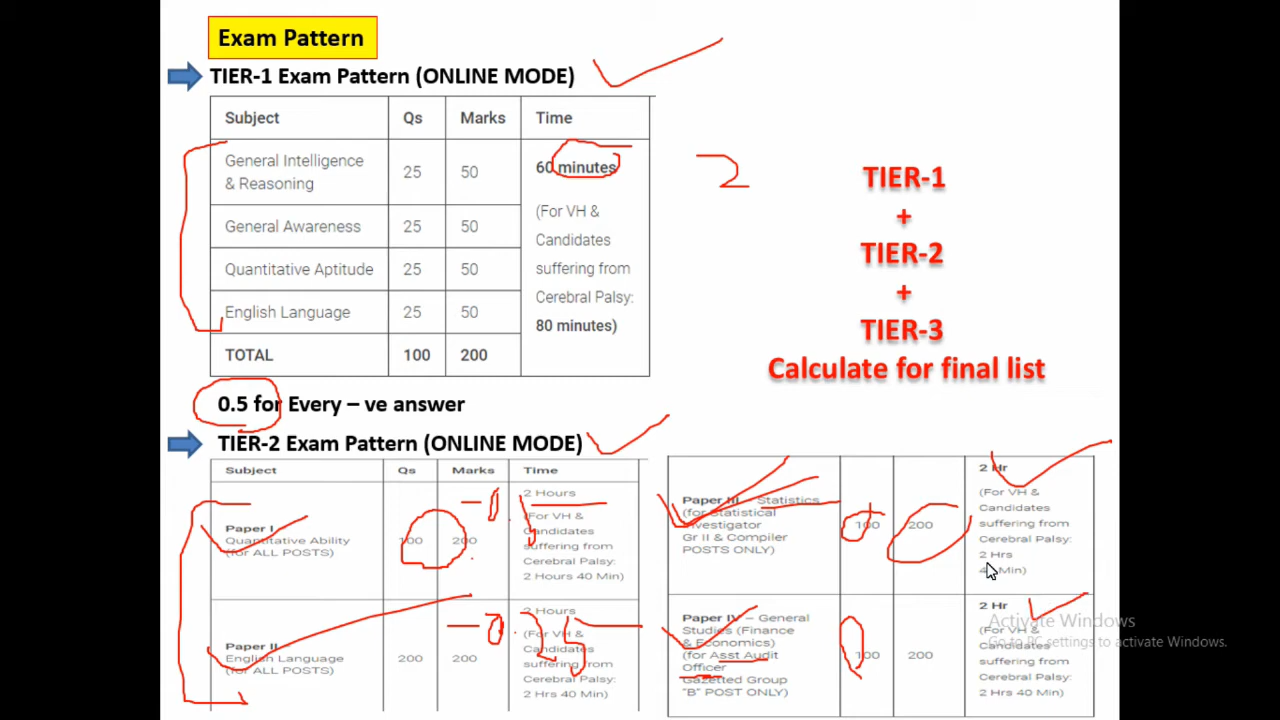 Exam Pattern
TIER-1 Exam Pattern (ONLINE MODE)
Subject Qs Marks Time
General Intelligence & Reasoning 25 50 60 minutes
General Awareness 25 50
Quantitative Aptitude 25 50
English Language 25 50
(For VH &
Candidates
suffering from
Cerebral Palsy:
80 minutes)
TOTAL 100 200
2
TIER-1
+
TIER-2
+
TIER-3
Calculate for final list
0.5 for Every – ve answer
TIER-2 Exam Pattern (ONLINE MODE)
Subject Qs Marks Time
Paper I
Quantitative Ability
(for ALL POSTS)
100 200
2 Hours
(For VH &
Candidates
suffering from
Cerebral Palsy:
2 Hours 40 Min)
-0.5
Paper II
English Language
(for ALL POSTS)
200 200
2 Hours
(For VH &
Candidates
suffering from
Cerebral Palsy:
2 Hrs 40 Min)
-0.25
Paper III – Statistics
(for Statistical
Investigator
Gr II & Compiler
POSTS ONLY)
100 200
2 Hr
(For VH &
Candidates
suffering from
Cerebral Palsy:
2 Hrs
Min)
Paper IV – General
Studies (Finance
& Economics)
(for Asst Audit
Officer
Gazetted Group
"B" POST ONLY)
100 200
2 Hr
(For VH &
Candidates
suffering from
Cerebral Palsy:
2 Hrs 40 Min)
Activate Windows
Go to PC settings to activate Windows.